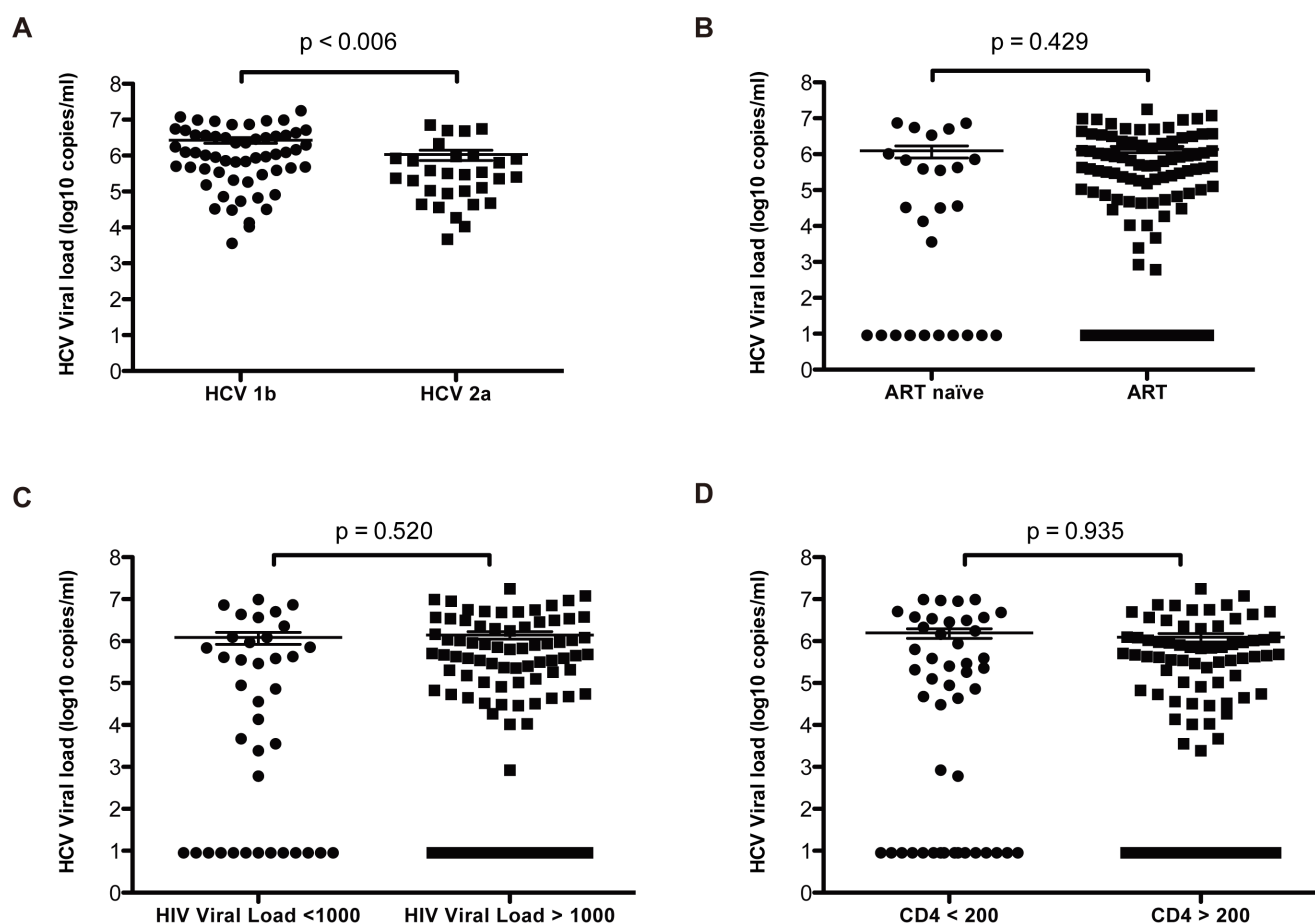 A
p < 0.006
HCV Viral load (log10 copies/ml)
8
7
6
5
4
3
2
1
0
HCV 1b
HCV 2a
B
p = 0.429
HCV Viral load (log10 copies/ml)
8
7
6
5
4
3
2
1
0
ART naïve
ART
C
p = 0.520
HCV Viral load (log10 copies/ml)
8
7
6
5
4
3
2
1
0
HIV Viral Load <1000
HIV Viral Load > 1000
D
p = 0.935
HCV Viral load (log10 copies/ml)
8
7
6
5
4
3
2
1
0
CD4 < 200
CD4 > 200